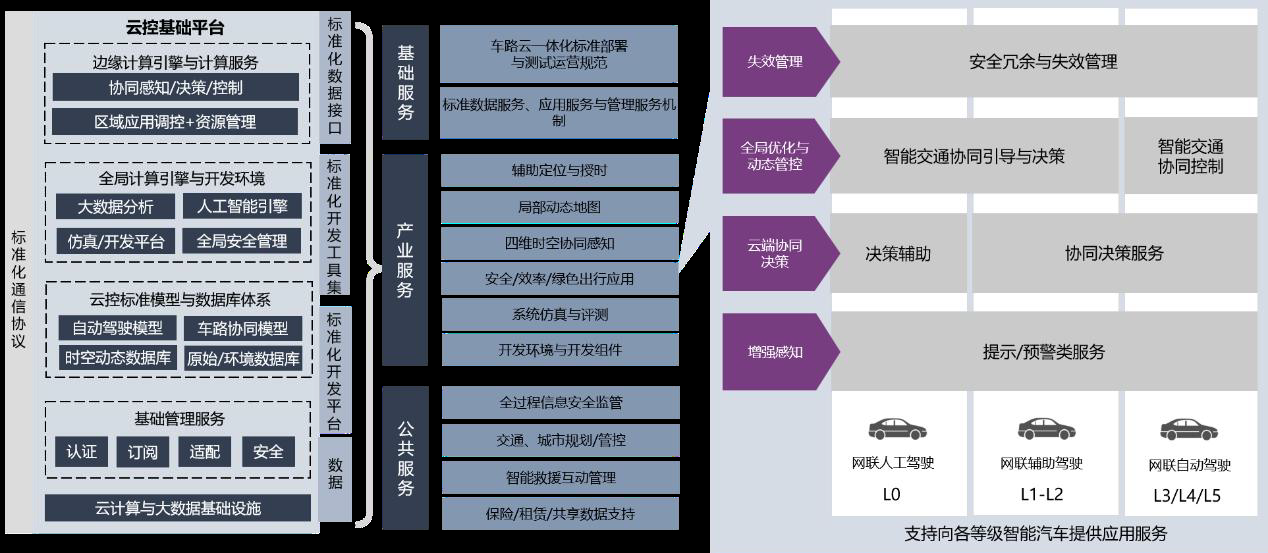 标准化通信协议
云控基础平台
边缘计算引擎与计算服务
协同感知/决策/控制
区域应用调控+资源管理
全局计算引擎与开发环境
大数据分析
人工智能引擎
仿真/开发平台
全局安全管理
云控标准模型与数据库体系
自动驾驶模型
车路协同模型
时空动态数据库
原始/环境数据库
基础管理服务
认证
订阅
适配
安全
云计算与大数据基础设施
标准化数据接口
标准化开发工具集
标准化开发平台
数据
基础服务
车路云一体化标准部署
与测试运营规范
标准数据服务、应用服务与管理服务机
制
产业服务
辅助定位与授时
局部动态地图
四维时空协同感知
安全/效率/绿色出行应用
系统仿真与评测
开发环境与开发组件
公共服务
全过程信息安全监管
交通、城市规划/管控
智能救援互动管理
保险/租赁/共享数据支持
失效管理
安全冗余与失效管理
全局优化与
动态管控
智能交通协同引导与决策
智能交通
协同控制
云端协同
决策
决策辅助
协同决策服务
增强感知
提示/预警类服务
网联人工驾驶
网联辅助驾驶
网联自动驾驶
L0
L1-L2
L3/L4/L5
支持向各等级智能汽车提供应用服务